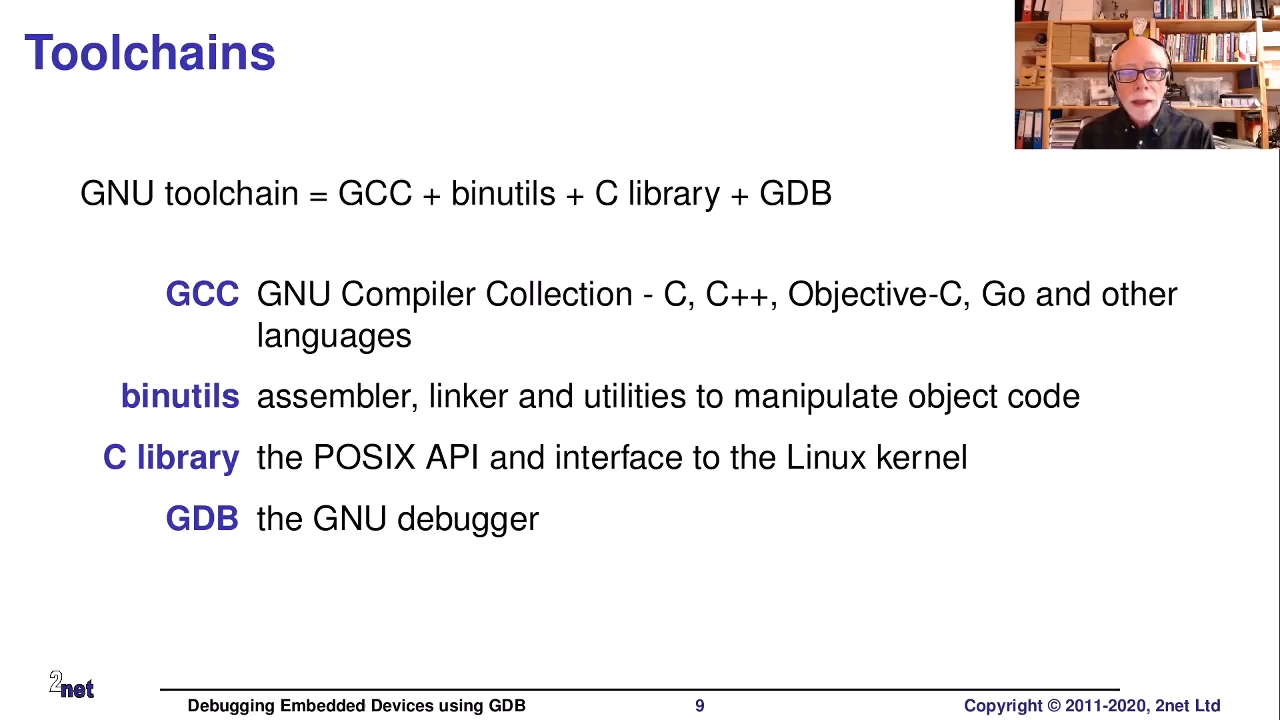 Toolchains
GNU toolchain = GCC + binutils + C library + GDB
GCC GNU Compiler Collection - C, C++, Objective-C, Go and other
languages
binutils assembler, linker and utilities to manipulate object code
C library the POSIX API and interface to the Linux kernel
GDB the GNU debugger
2net
Debugging Embedded Devices using GDB 9 Copyright © 2011-2020, 2net Ltd